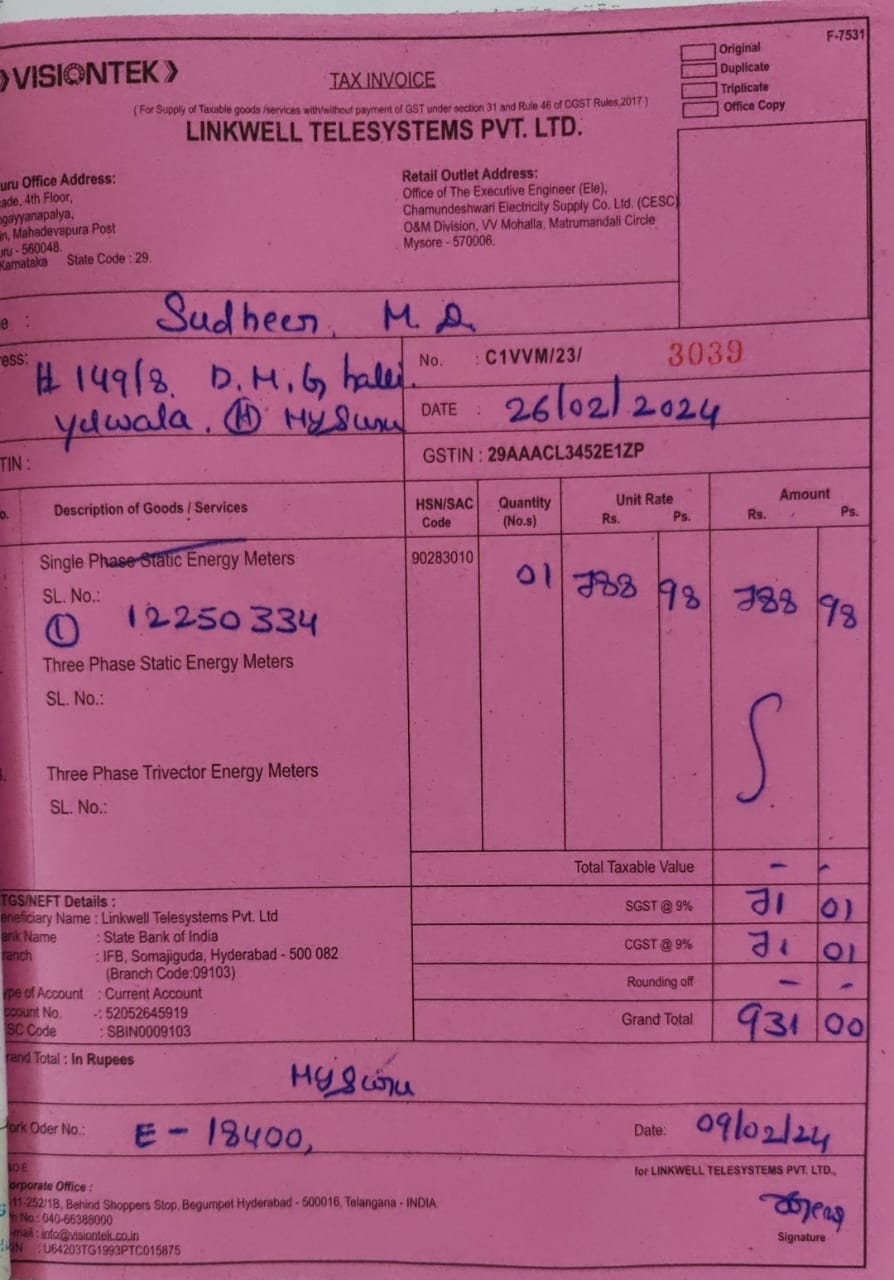 F-7531
VISIONTEK
TAX INVOICE
Original
Duplicate
Triplicate
Office Copy
( For Supply of Taxable goods /services with/without payment of GST under section 31 and Rule 46 of CGST Rules,2017 )
LINKWELL TELESYSTEMS PVT. LTD.
uru Office Address:
ade, 4th Floor,
gayyanapalya,
in, Mahadevapura Post
uru - 560048.
Karnataka State Code : 29.
Retail Outlet Address:
Office of The Executive Engineer (Ele),
Chamundeshwari Electricity Supply Co. Ltd. (CESC)
O&M Division, VV Mohalla, Matrumandali Circle
Mysore - 570006.
e : Sudheer, M. D.
ess: # 149/8. D. M. G halli.
Yelwala. (H) Mysuru
No. : C1VVM/23/ 3039
DATE : 26/02/2024
TIN :
GSTIN : 29AAACL3452E1ZP
o. Description of Goods / Services HSN/SAC Code Quantity (No.s) Unit Rate Rs. Ps. Amount Rs. Ps.
Single Phase Static Energy Meters 90283010 01 788 98 788 98
SL. No.:
① 12250334
Three Phase Static Energy Meters
SL. No.:
Three Phase Trivector Energy Meters
SL. No.:
Total Taxable Value - -
SGST @ 9% 71 01
CGST @ 9% 71 01
Rounding off - -
Grand Total 931 00
TGS/NEFT Details :
eneficiary Name : Linkwell Telesystems Pvt. Ltd
ank Name : State Bank of India
ranch : IFB, Somajiguda, Hyderabad - 500 082
(Branch Code:09103)
ype of Account : Current Account
ccount No. -: 52052645919
SC Code : SBIN0009103
rand Total : In Rupees
Mysuru
ork Oder No.: E - 18400,
Date: 09/02/24
for LINKWELL TELESYSTEMS PVT. LTD.,
orporate Office :
11-252/1B, Behind Shoppers Stop, Begumpet Hyderabad - 500016, Telangana - INDIA
No.: 040-66388000
mail : info@visiontek.co.in
IN : U64203TG1993PTC015875
Signature